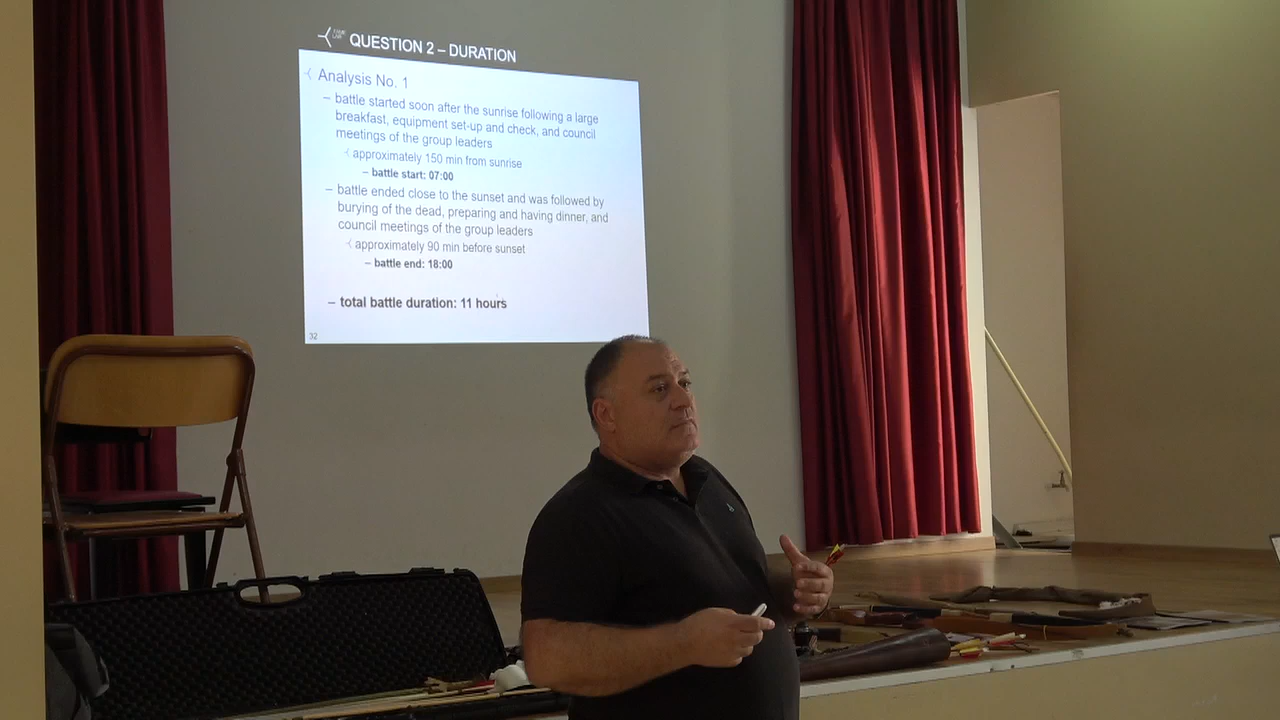 QUESTION 2 – DURATION
Analysis No. 1
– battle started soon after the sunrise following a large
breakfast, equipment set-up and check, and council
meetings of the group leaders
approximately 150 min from sunrise
– battle start: 07:00
– battle ended close to the sunset and was followed by
burying of the dead, preparing and having dinner, and
council meetings of the group leaders
approximately 90 min before sunset
– battle end: 18:00
– total battle duration: 11 hours
32